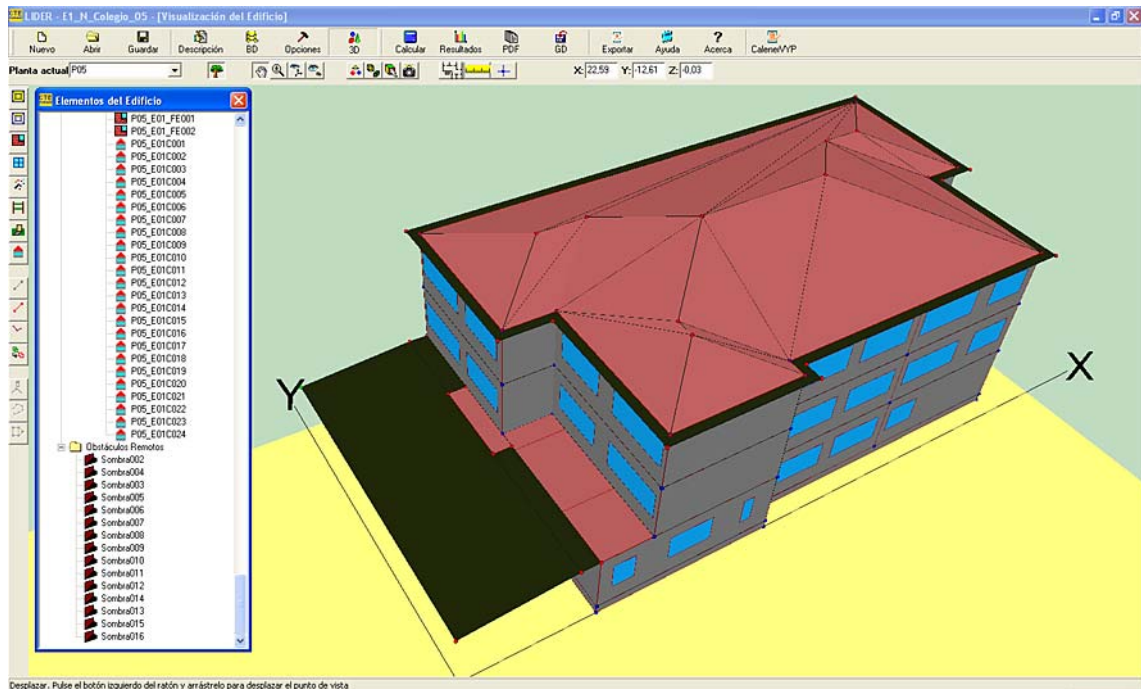 LIDER - E1_N_Colegio_05 - [Visualización del Edificio]
Nuevo Abrir Guardar Descripción BD Opciones 3D Calcular Resultados PDF GD Exportar Ayuda Acerca Calener/VYP
Planta actual P05 X: 22,59 Y: -12,61 Z: -0,03
Elementos del Edificio
P05_E01_FE001
P05_E01_FE002
P05_E01C001
P05_E01C002
P05_E01C003
P05_E01C004
P05_E01C005
P05_E01C006
P05_E01C007
P05_E01C008
P05_E01C009
P05_E01C010
P05_E01C011
P05_E01C012
P05_E01C013
P05_E01C014
P05_E01C015
P05_E01C016
P05_E01C017
P05_E01C018
P05_E01C019
P05_E01C020
P05_E01C021
P05_E01C022
P05_E01C023
P05_E01C024
Obstáculos Remotos
Sombra002
Sombra004
Sombra003
Sombra005
Sombra006
Sombra007
Sombra008
Sombra009
Sombra010
Sombra011
Sombra012
Sombra014
Sombra013
Sombra015
Sombra016
Y
X
Desplazar. Pulse el botón izquierdo del ratón y arrástrelo para desplazar el punto de vista